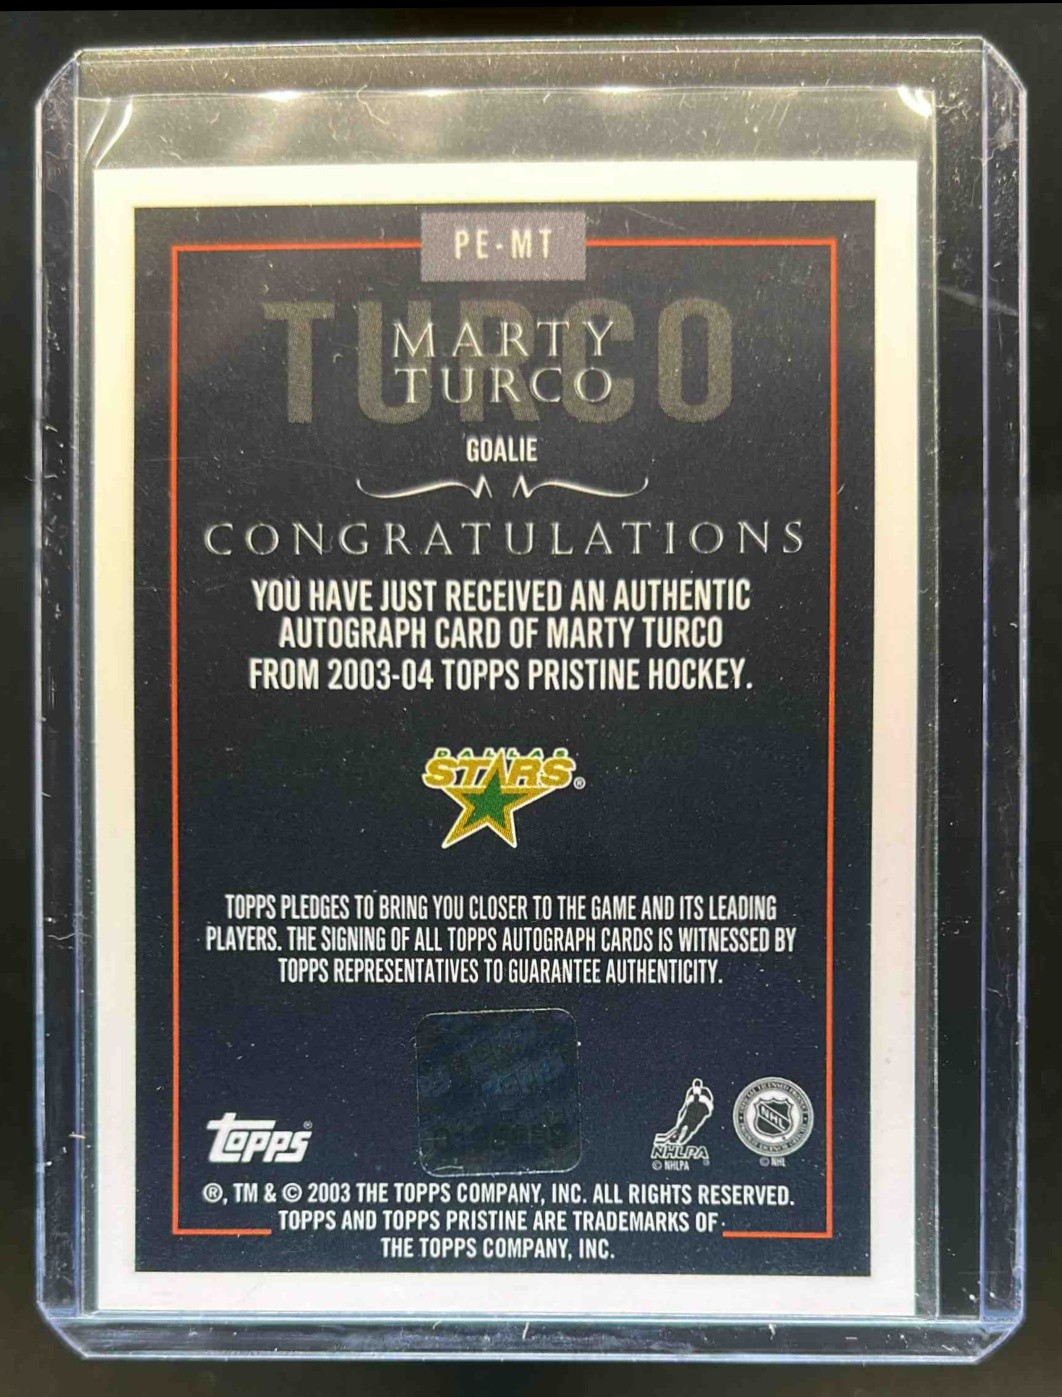 PE-MT
TURCO
MARTY
TURCO
GOALIE
CONGRATULATIONS
YOU HAVE JUST RECEIVED AN AUTHENTIC
AUTOGRAPH CARD OF MARTY TURCO
FROM 2003-04 TOPPS PRISTINE HOCKEY.
DALLAS
STARS®
TOPPS PLEDGES TO BRING YOU CLOSER TO THE GAME AND ITS LEADING
PLAYERS. THE SIGNING OF ALL TOPPS AUTOGRAPH CARDS IS WITNESSED BY
TOPPS REPRESENTATIVES TO GUARANTEE AUTHENTICITY.
Topps®
NHLPA
© NHLPA
NHL
© NHL
®, TM & © 2003 THE TOPPS COMPANY, INC. ALL RIGHTS RESERVED.
TOPPS AND TOPPS PRISTINE ARE TRADEMARKS OF
THE TOPPS COMPANY, INC.